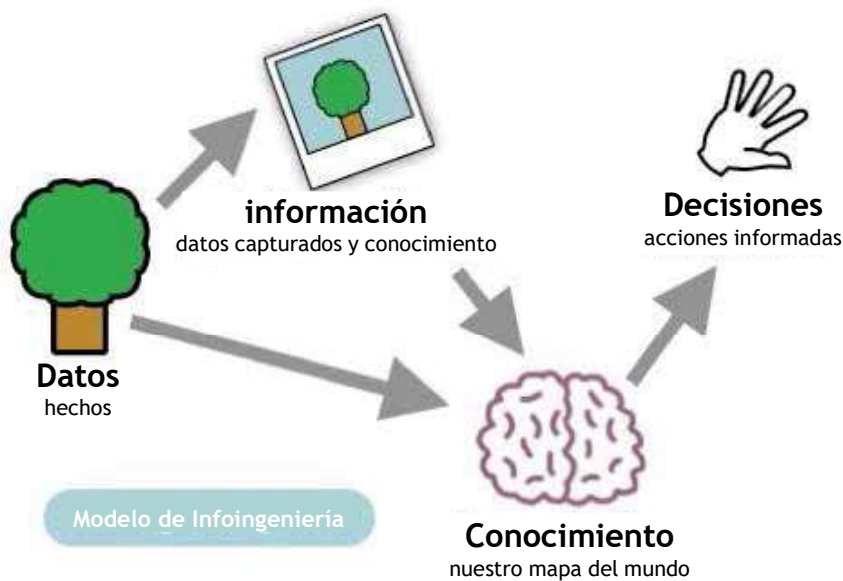 información
datos capturados y conocimiento
Decisiones
acciones informadas
Datos
hechos
Modelo de Infoingeniería
Conocimiento
nuestro mapa del mundo